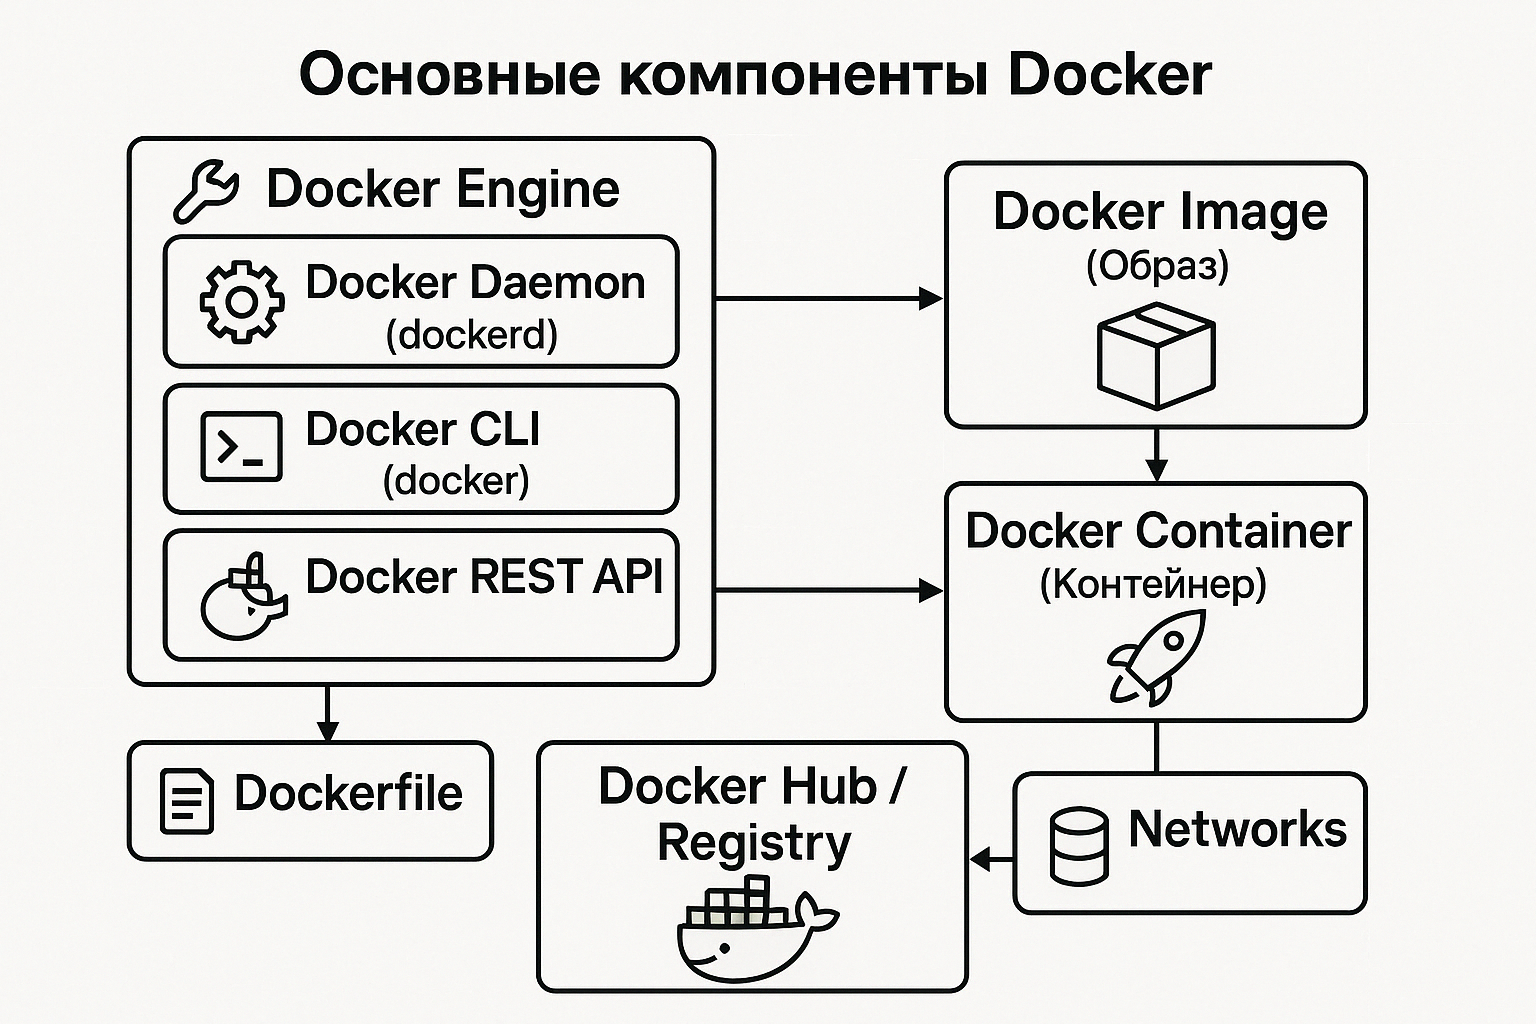 Основные компоненты Docker
Docker Engine
Docker Daemon
(dockerd)
Docker CLI
(docker)
Docker REST API
Docker Image
(Образ)
Docker Container
(Контейнер)
Dockerfile
Docker Hub /
Registry
Networks